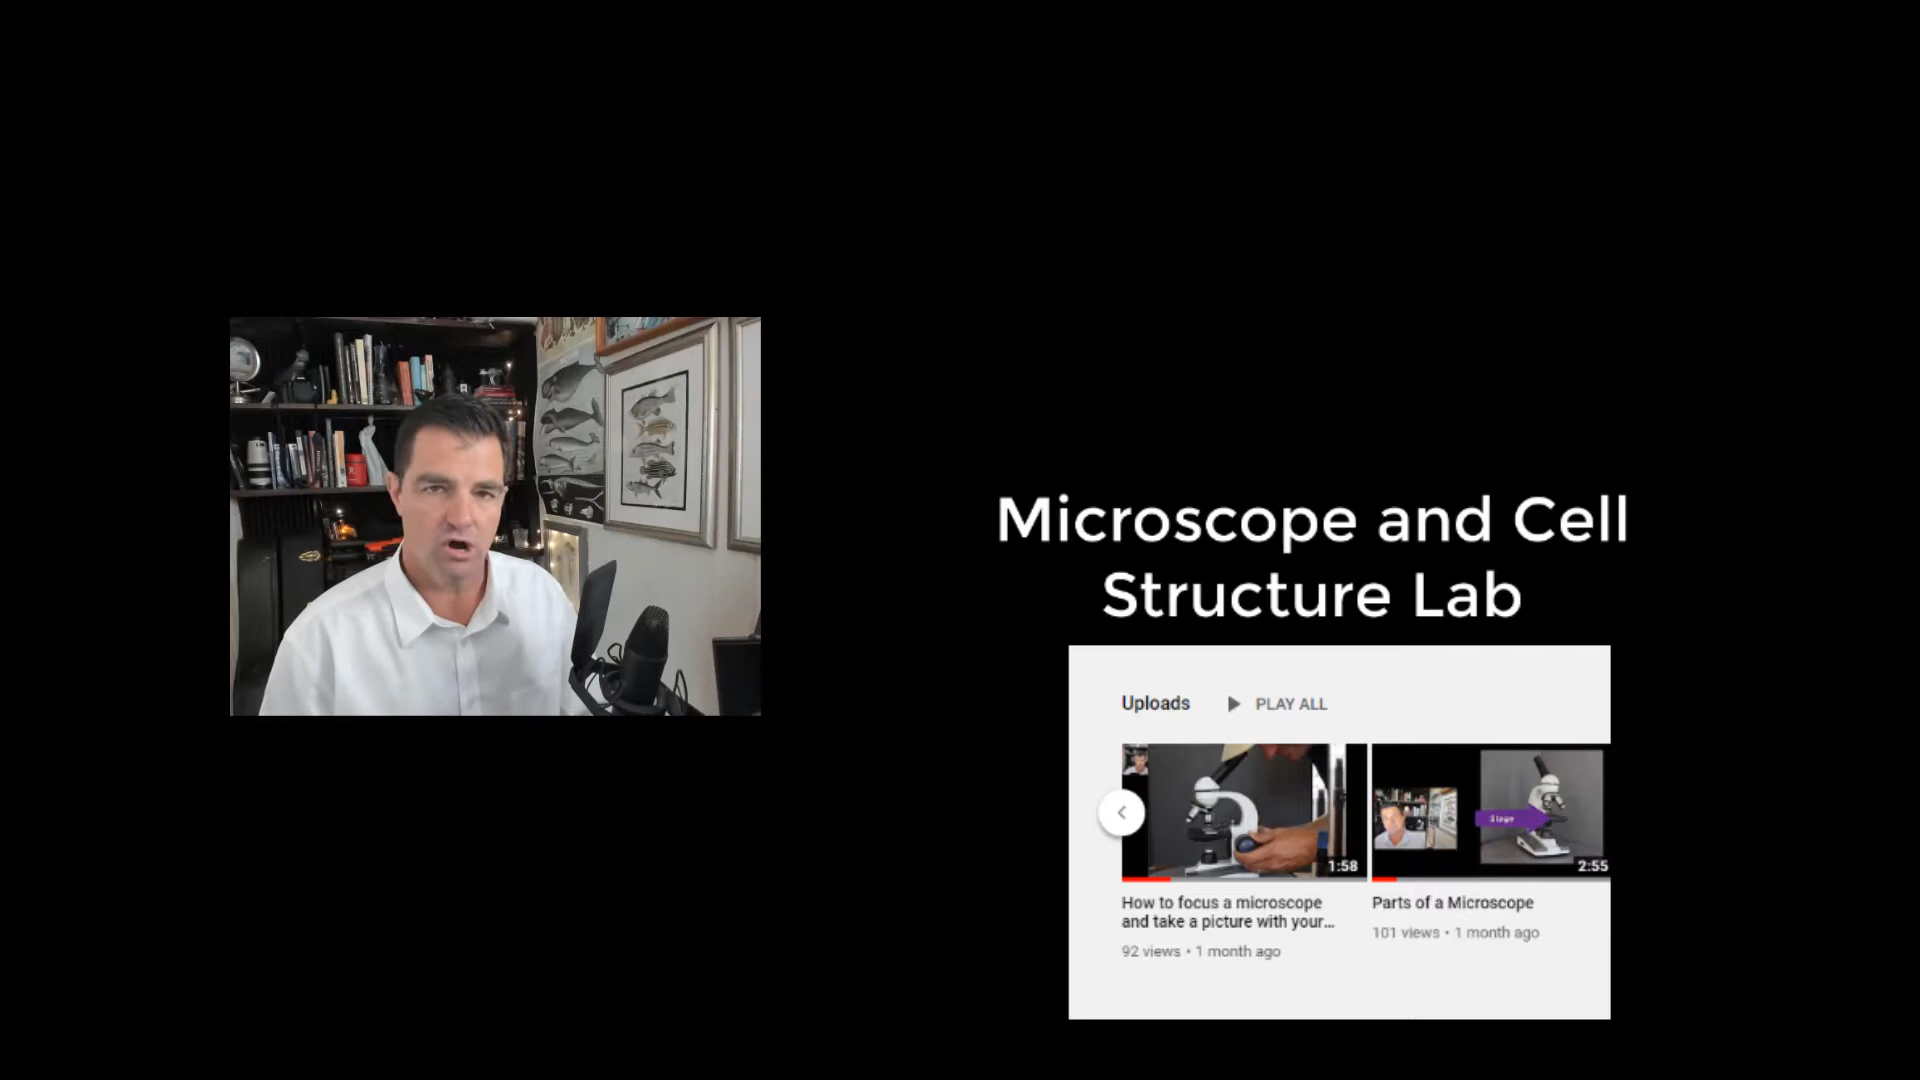 Microscope and Cell
Structure Lab
Uploads PLAY ALL
Stage
1:58
2:55
How to focus a microscope
and take a picture with your...
92 views • 1 month ago
Parts of a Microscope
101 views • 1 month ago